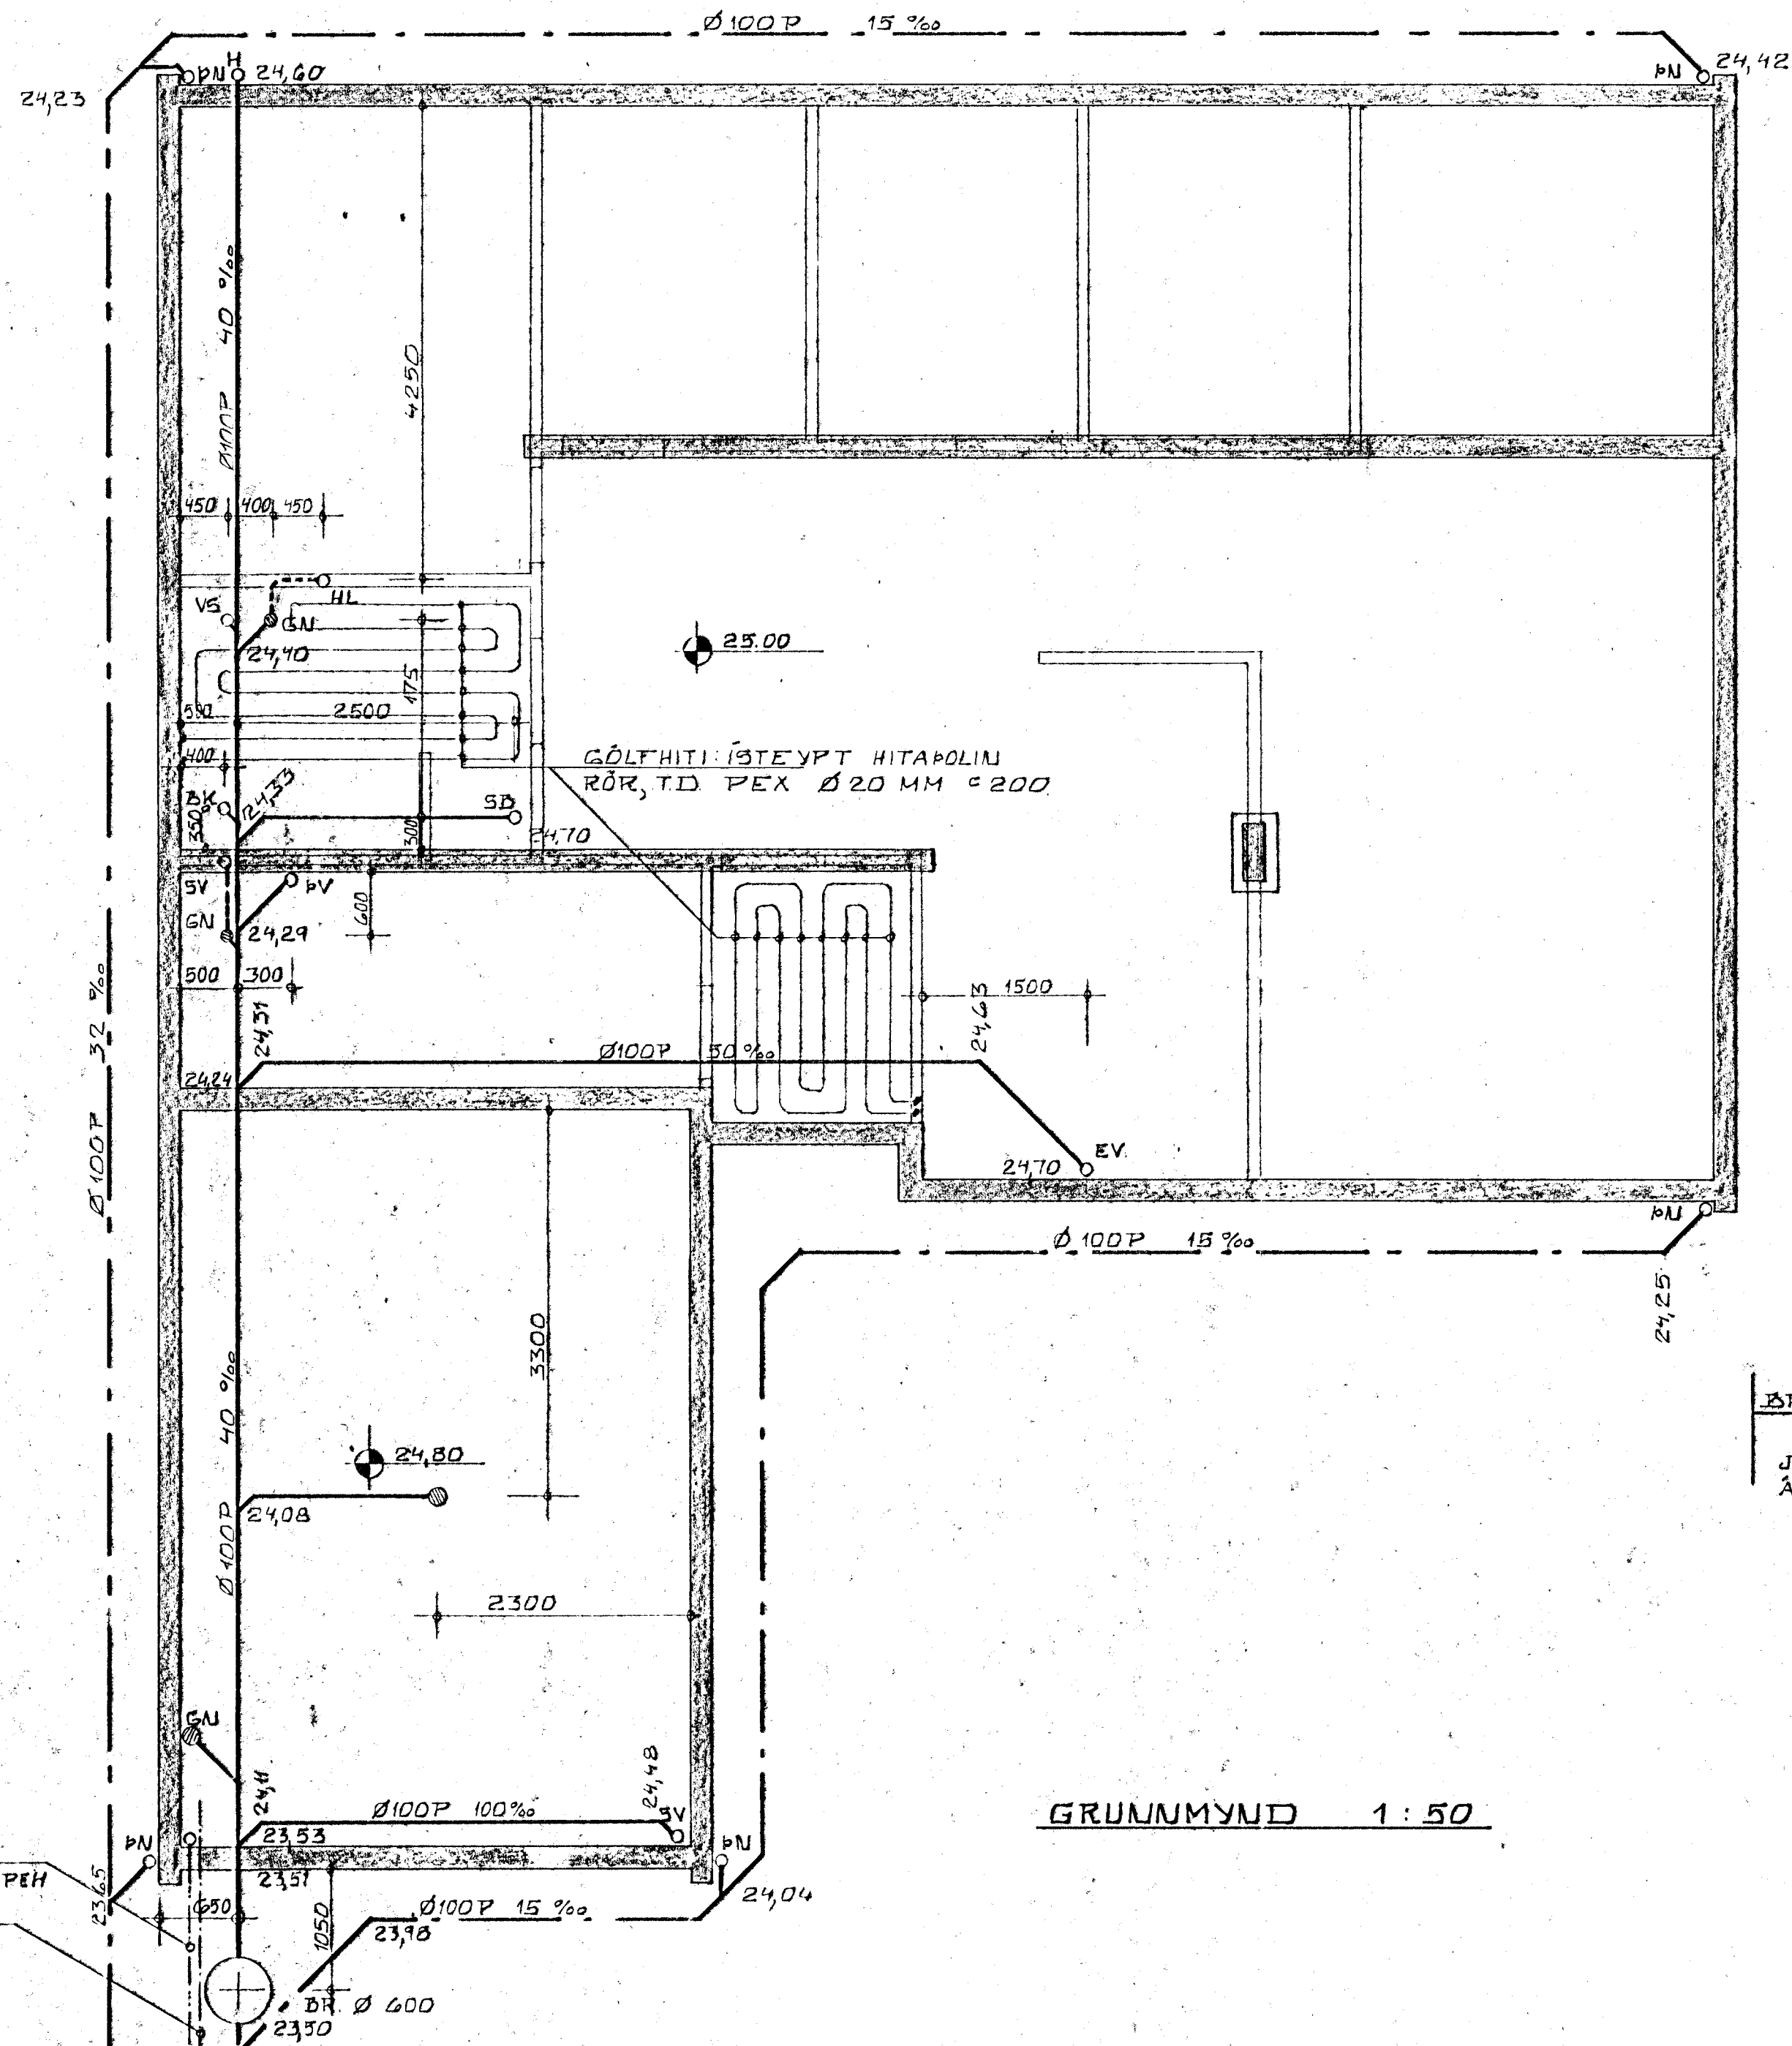 Ø100P 15 ‰
24,23
ÞN
H
24,60
ÞN
24,42
Ø100P 40 ‰
4250
450 400 450
VS
HL
GN
24,40
25.00
175
500
2500
400
GÓLFHITI: ÍSTEYPT HITAÞOLIN
RÖR, T.D. PEX Ø20 MM c 200
BK
24,33
SB
350
300
24,70
SV
ÞV
GN
600
24,29
500 300
24,31
24,63
1500
Ø100P 32 ‰
Ø100P 50 ‰
24,24
EV.
24,70
ÞN
Ø100P 15 ‰
24,25
3300
Ø100P 40 ‰
24,80
24,08
2300
GN
24,11
24,48
Ø100P 100‰
SV
GRUNNMYND 1:50
ÞN
23,53
ÞN
PEH
23,65
23,51
650
1050
Ø100P 15 ‰
24,04
23,98
BR. Ø 600
23,50